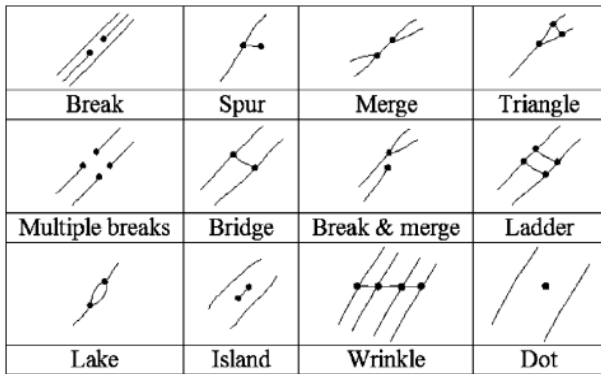 Break Spur Merge Triangle
Multiple breaks Bridge Break & merge Ladder
Lake Island Wrinkle Dot